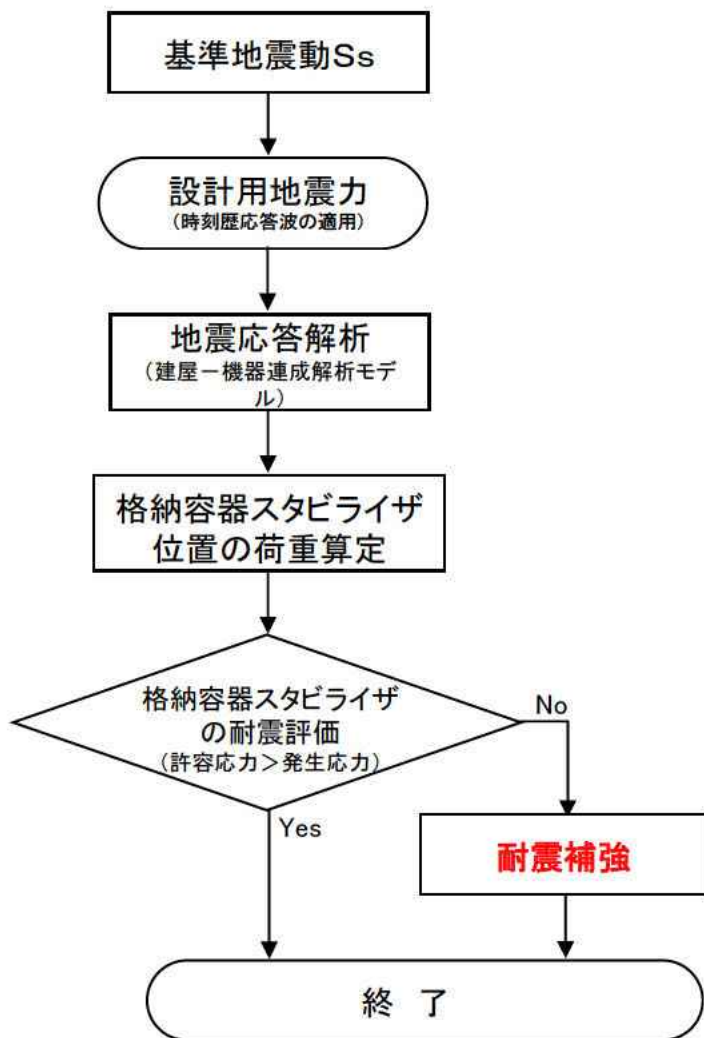 基準地震動Ss
設計用地震力
(時刻歴応答波の適用)
地震応答解析
(建屋－機器連成解析モデ
ル)
格納容器スタビライザ
位置の荷重算定
格納容器スタビライザ
の耐震評価
(許容応力＞発生応力)
No
Yes
耐震補強
終　了